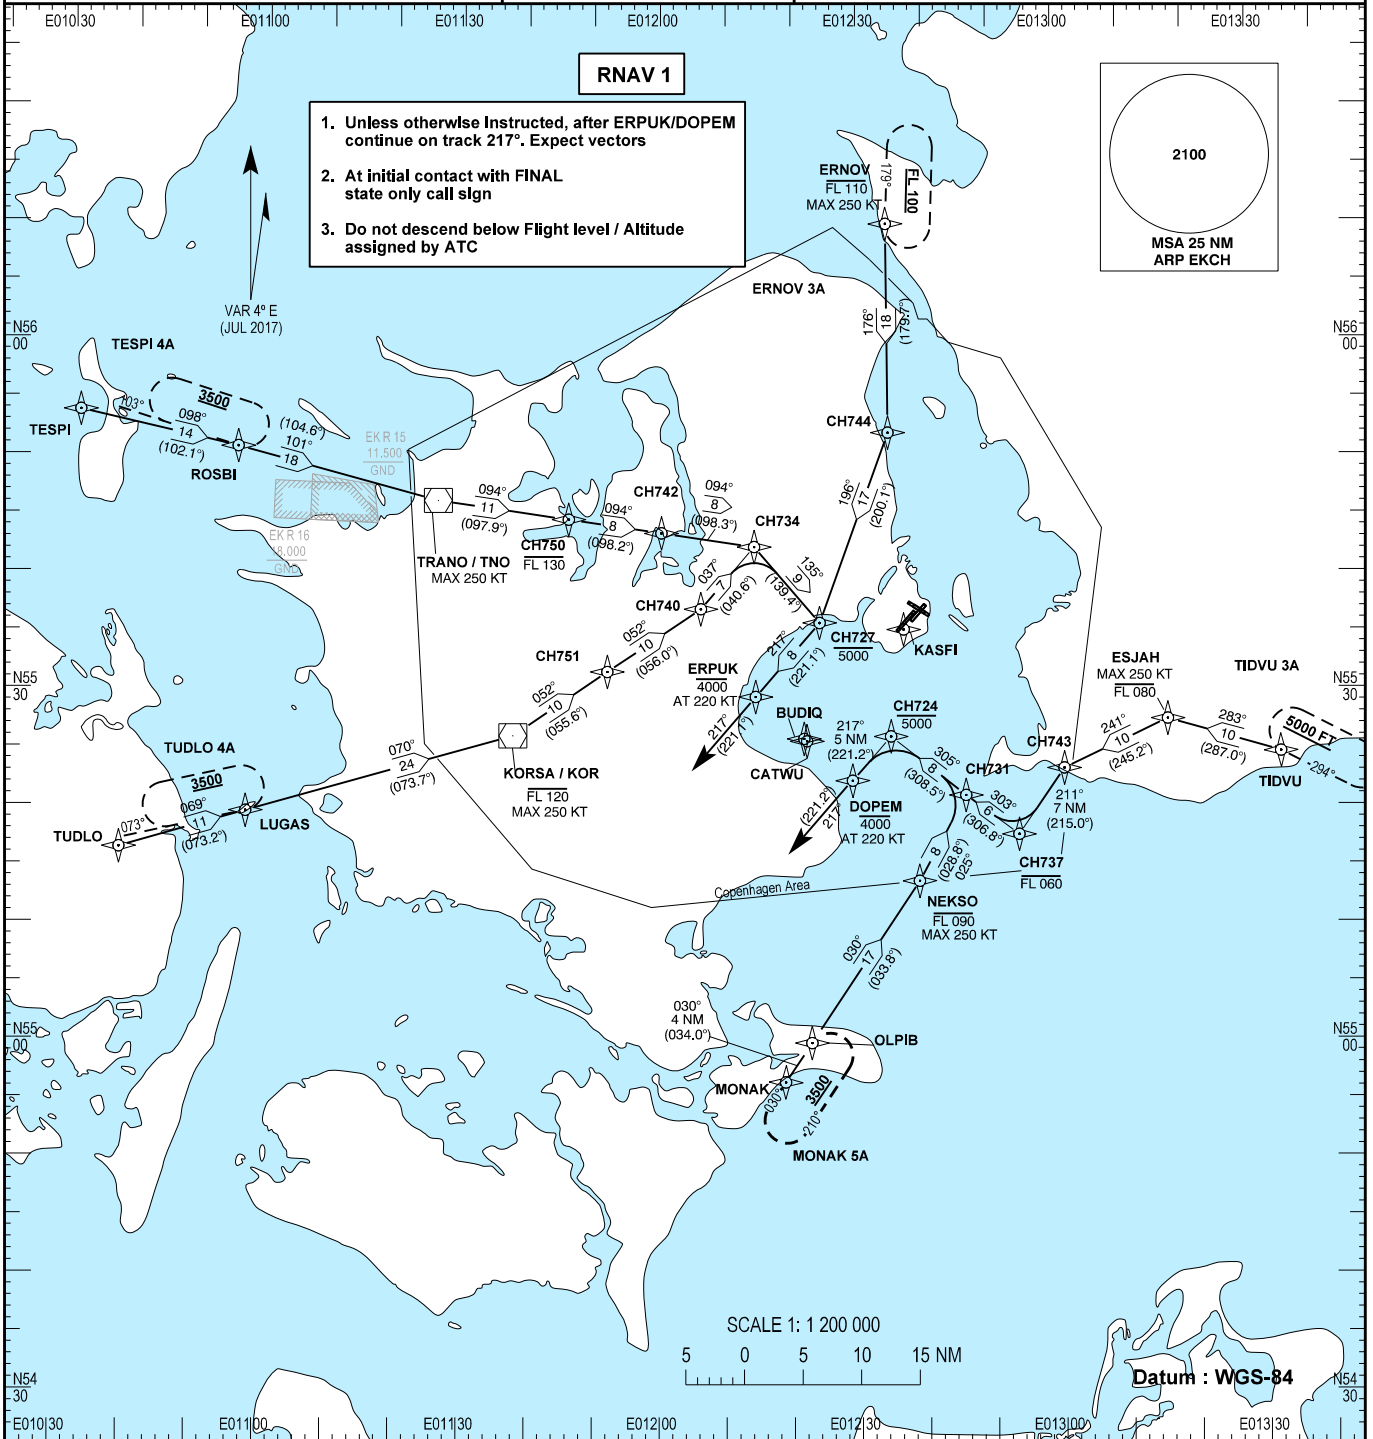 E010|30
E011|00
E011|30
E012|00
E012|30
E013|00
E013|30
RNAV 1
1. Unless otherwise Instructed, after ERPUK/DOPEM
continue on track 217°. Expect vectors
2. At initial contact with FINAL
state only call sign
3. Do not descend below Flight level / Altitude
assigned by ATC
2100
MSA 25 NM
ARP EKCH
ERNOV
FL 110
MAX 250 KT
179°
FL 100
VAR 4° E
(JUL 2017)
ERNOV 3A
176°
18
(179.7°)
N56
00
N56
00
TESPI 4A
TESPI
103°
3500
098°
14
(102.1°)
ROSBI
(104.6°)
101°
18
EK R 15
11,500
GND
EK R 16
18.000
GND
TRANO / TNO
MAX 250 KT
094°
11
(097.9°)
CH750
FL 130
094°
8
(098.2°)
CH742
094°
8
(098.3°)
CH734
CH744
196°
17
(200.1°)
135°
9
(139.4°)
037°
7
(040.6°)
CH740
052°
10
(056.0°)
CH751
052°
10
(055.6°)
KORSA / KOR
FL 120
MAX 250 KT
070°
24
(073.7°)
CH727
5000
KASFI
217°
8
(221.1°)
ERPUK
4000
AT 220 KT
217°
(221.1°)
BUDIQ
CATWU
217°
5 NM
(221.2°)
CH724
5000
DOPEM
4000
AT 220 KT
(221.2°)
217°
305°
8
(308.5°)
CH731
303°
6
(306.8°)
CH737
FL 060
CH743
211°
7 NM
(215.0°)
241°
10
(245.2°)
ESJAH
MAX 250 KT
FL 080
283°
10
(287.0°)
TIDVU 3A
5000 FT
294°
TIDVU
N55
30
N55
30
TUDLO 4A
3500
TUDLO
073°
069°
11
(073.2°)
LUGAS
Copenhagen Area
8
(028.8°)
025°
NEKSO
FL 090
MAX 250 KT
030°
17
(033.8°)
030°
4 NM
(034.0°)
OLPIB
MONAK
030°
3500
210°
MONAK 5A
N55
00
N55
00
SCALE 1: 1 200 000
5 0 5 10 15 NM
Datum : WGS-84
N54
30
N54
30
E010|30
E011|00
E011|30
E012|00
E012|30
E013|00
E013|30